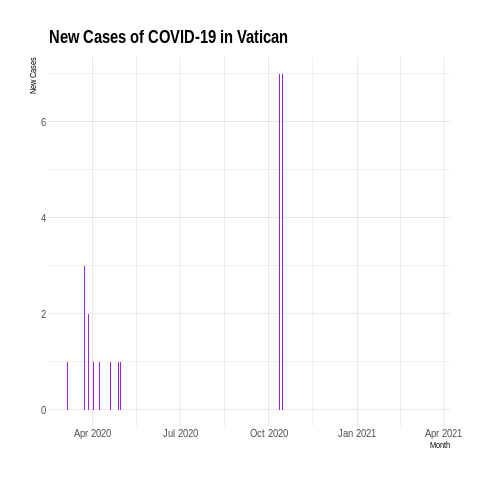 New Cases of COVID-19 in Vatican
New Cases
6
4
2
0
Apr 2020 Jul 2020 Oct 2020 Jan 2021 Apr 2021
Month